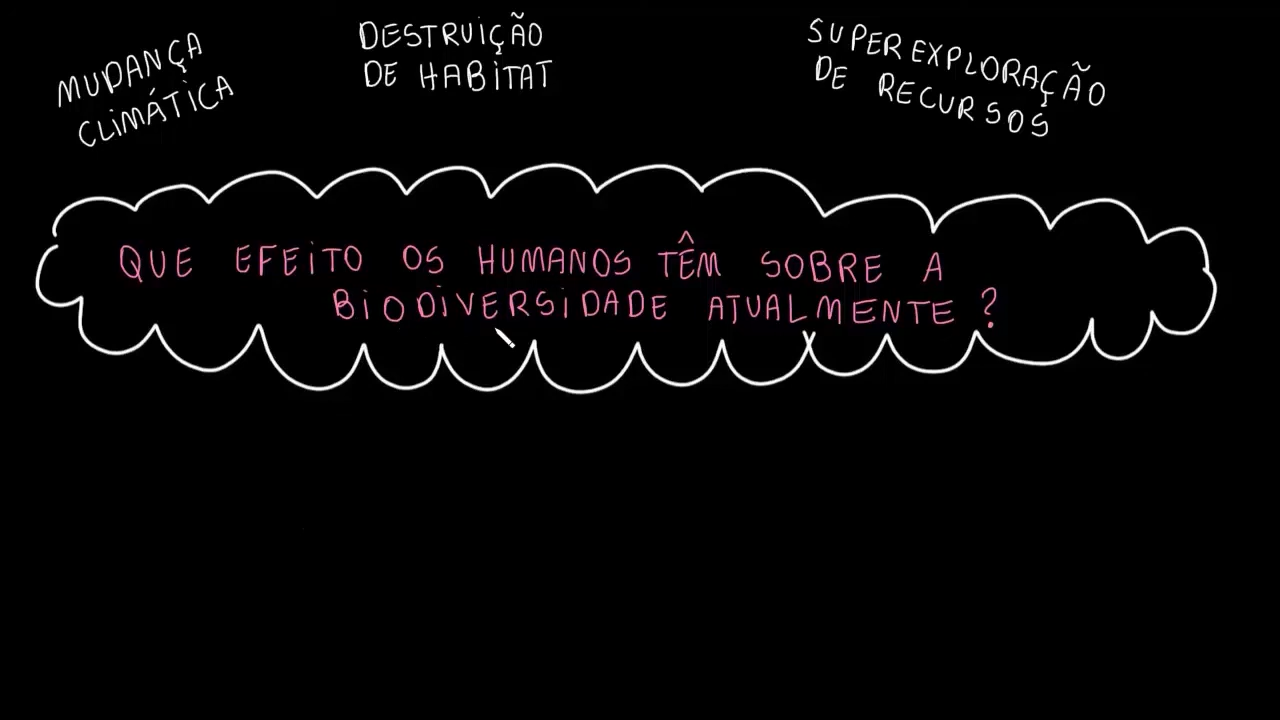 MUDANÇA
CLIMÁTICA
DESTRUIÇÃO
DE HABITAT
SUPEREXPLORAÇÃO
DE RECURSOS
QUE EFEITO OS HUMANOS TÊM SOBRE A
BIODIVERSIDADE ATUALMENTE?